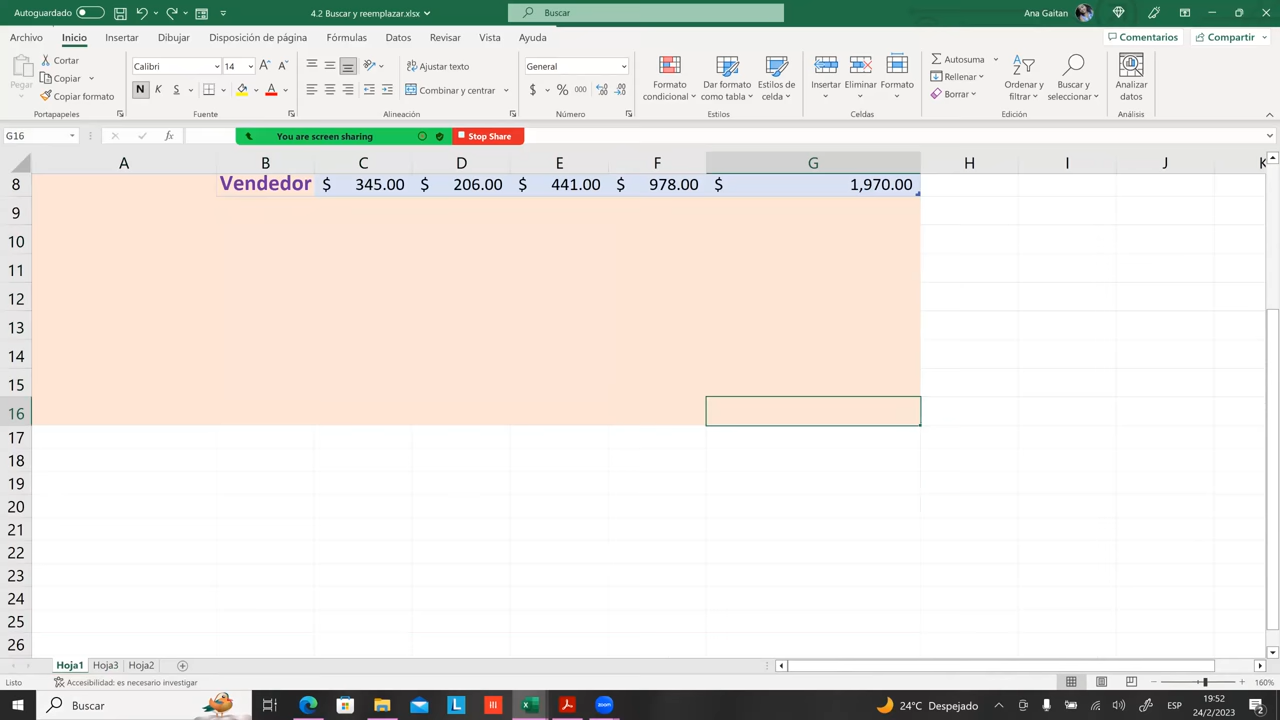 Autoguardado
4.2 Buscar y reemplazar.xlsx
Buscar
Ana Gaitan
Archivo Inicio Insertar Dibujar Disposición de página Fórmulas Datos Revisar Vista Ayuda
Comentarios Compartir
Pegar
Cortar
Copiar
Copiar formato
Portapapeles
Calibri 14
N K S
Fuente
Ajustar texto
Combinar y centrar
Alineación
General
$ % 000
Número
Formato condicional
Dar formato como tabla
Estilos de celda
Estilos
Insertar Eliminar Formato
Celdas
Autosuma
Rellenar
Borrar
Ordenar y filtrar
Buscar y seleccionar
Edición
Analizar datos
Análisis
G16
fx
You are screen sharing
Stop Share
A B C D E F G H I J K
8 Vendedor $ 345.00 $ 206.00 $ 441.00 $ 978.00 $ 1,970.00
9
10
11
12
13
14
15
16
17
18
19
20
21
22
23
24
25
26
Hoja1 Hoja3 Hoja2
Listo
Accesibilidad: es necesario investigar
160%
Buscar
zoom
24°C Despejado
ESP
19:52
24/2/2023
2